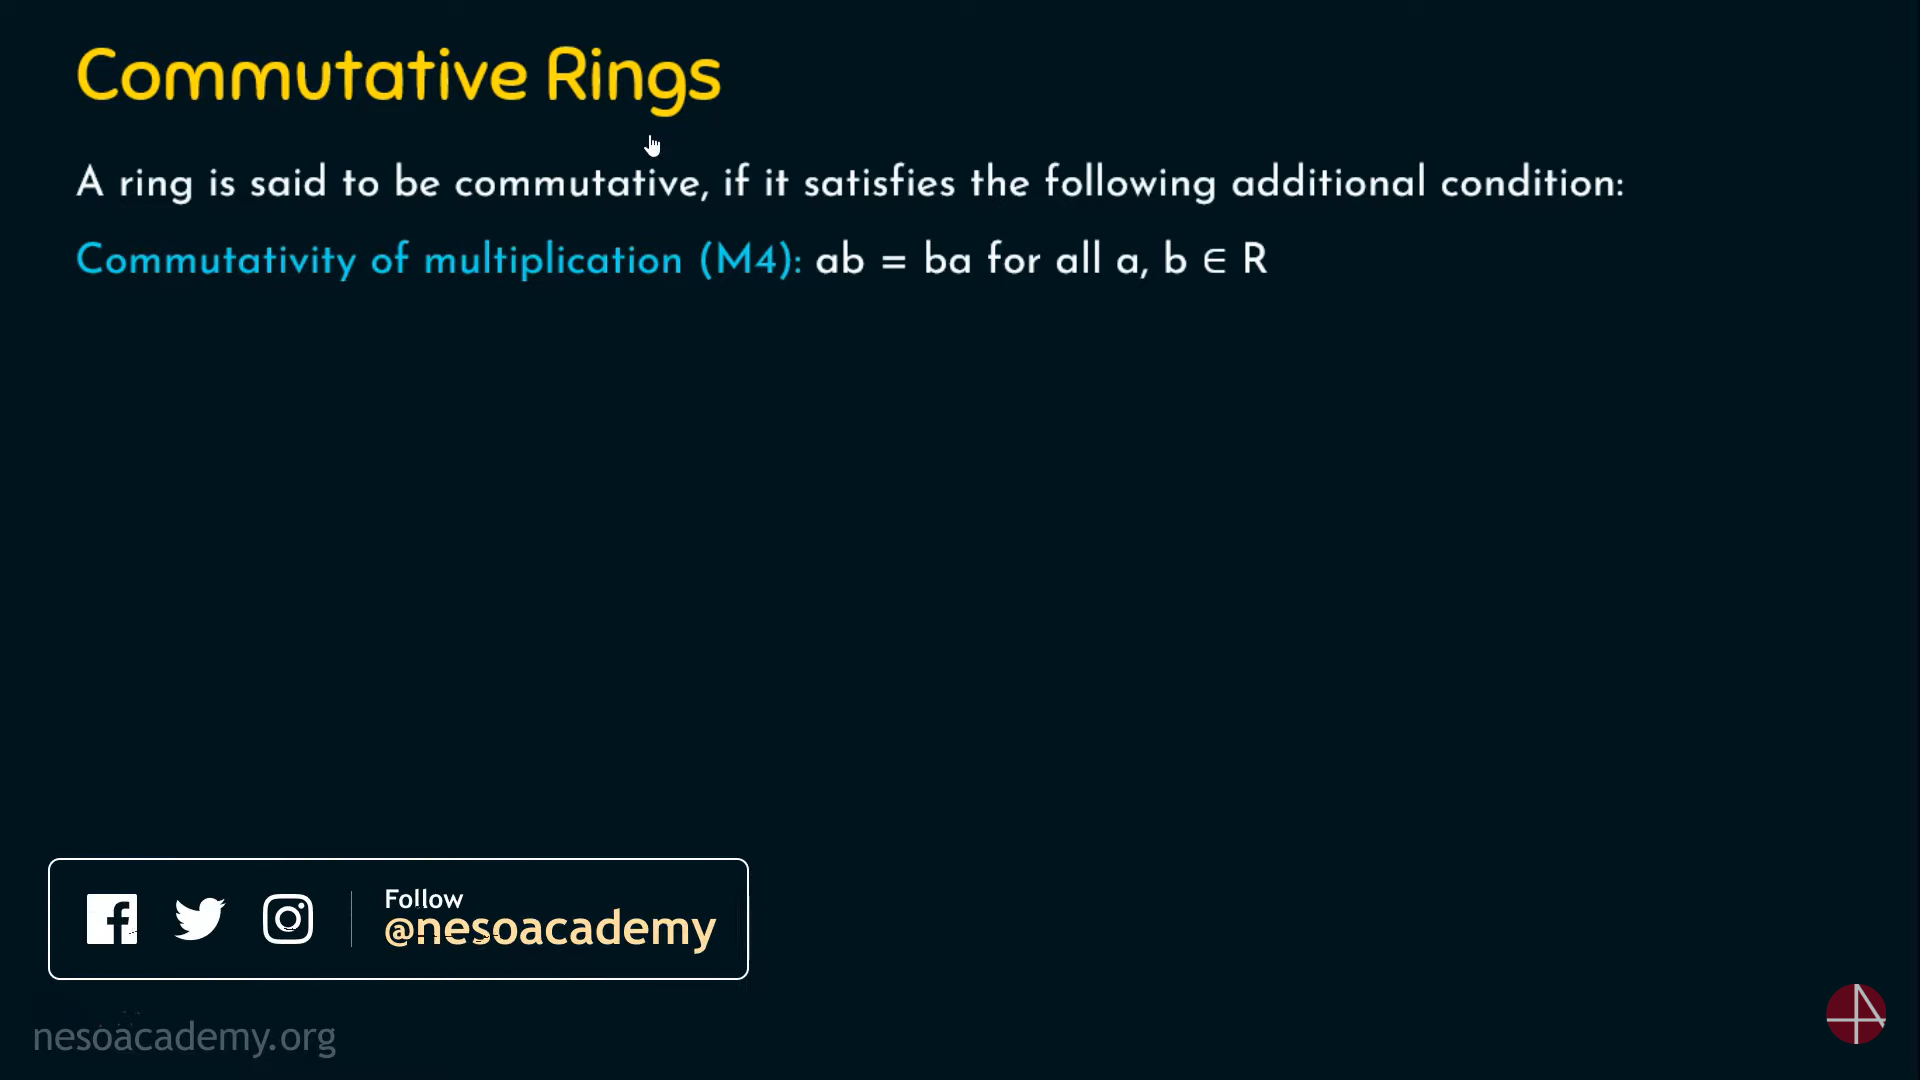 Commutative Rings
A ring is said to be commutative, if it satisfies the following additional condition:
Commutativity of multiplication (M4): ab = ba for all a, b ∈ R
Follow
@nesoacademy
nesoacademy.org